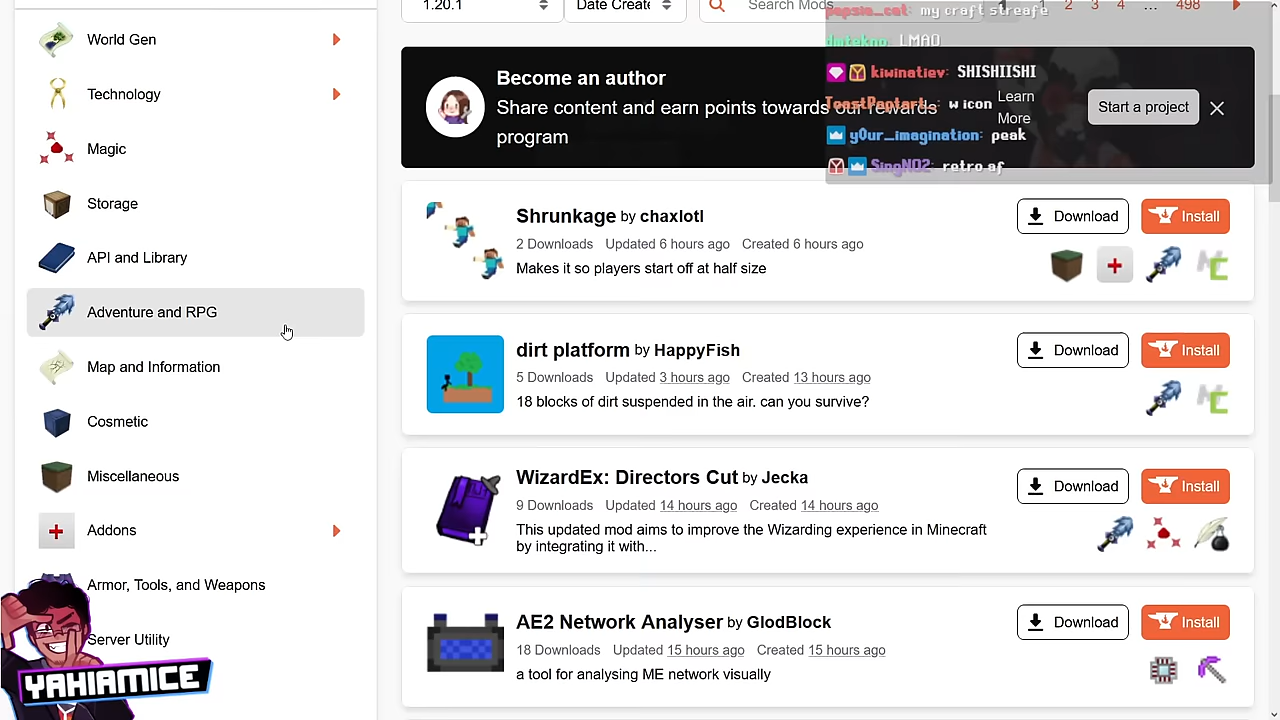 World Gen
Technology
Magic
Storage
API and Library
Adventure and RPG
Map and Information
Cosmetic
Miscellaneous
Addons
Armor, Tools, and Weapons
Server Utility
YAHIAMICE
1.20.1
Date Create
Search Mods
1 2 3 4 ... 498
Become an author
Share content and earn points towards our rewards
program
Learn
More
Start a project
my craft streafe
dmtekno: LMAO
kiwinatiev: SHISHIISHI
w icon
y0ur_imagination: peak
SingNO2: retro af
Shrunkage by chaxlotl
2 Downloads Updated 6 hours ago Created 6 hours ago
Makes it so players start off at half size
Download
Install
dirt platform by HappyFish
5 Downloads Updated 3 hours ago Created 13 hours ago
18 blocks of dirt suspended in the air. can you survive?
Download
Install
WizardEx: Directors Cut by Jecka
9 Downloads Updated 14 hours ago Created 14 hours ago
This updated mod aims to improve the Wizarding experience in Minecraft
by integrating it with...
Download
Install
AE2 Network Analyser by GlodBlock
18 Downloads Updated 15 hours ago Created 15 hours ago
a tool for analysing ME network visually
Download
Install